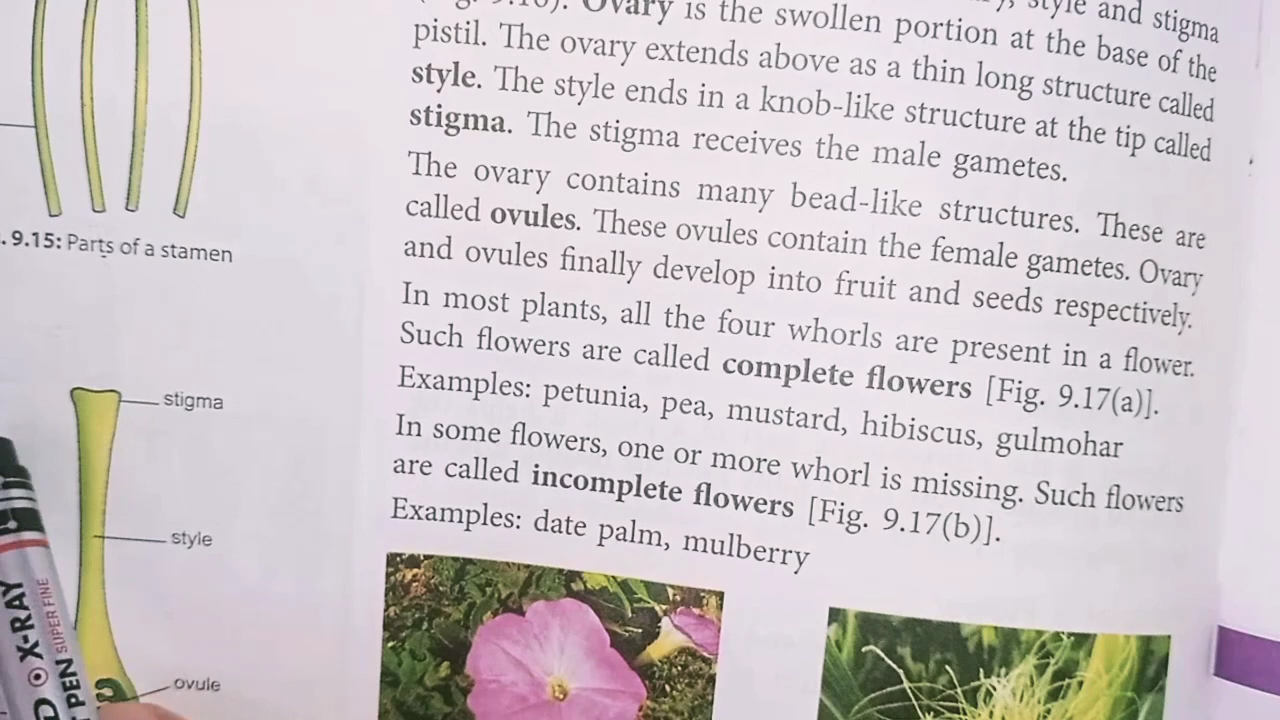 style and stigma
Ovary is the swollen portion at the base of the
pistil. The ovary extends above as a thin long structure called
style. The style ends in a knob-like structure at the tip called
stigma. The stigma receives the male gametes.
The ovary contains many bead-like structures. These are
called ovules. These ovules contain the female gametes. Ovary
and ovules finally develop into fruit and seeds respectively.
In most plants, all the four whorls are present in a flower.
Such flowers are called complete flowers [Fig. 9.17(a)].
Examples: petunia, pea, mustard, hibiscus, gulmohar
In some flowers, one or more whorl is missing. Such flowers
are called incomplete flowers [Fig. 9.17(b)].
Examples: date palm, mulberry
. 9.15: Parts of a stamen
stigma
style
ovule
X-RAY
SUPER FINE
PEN